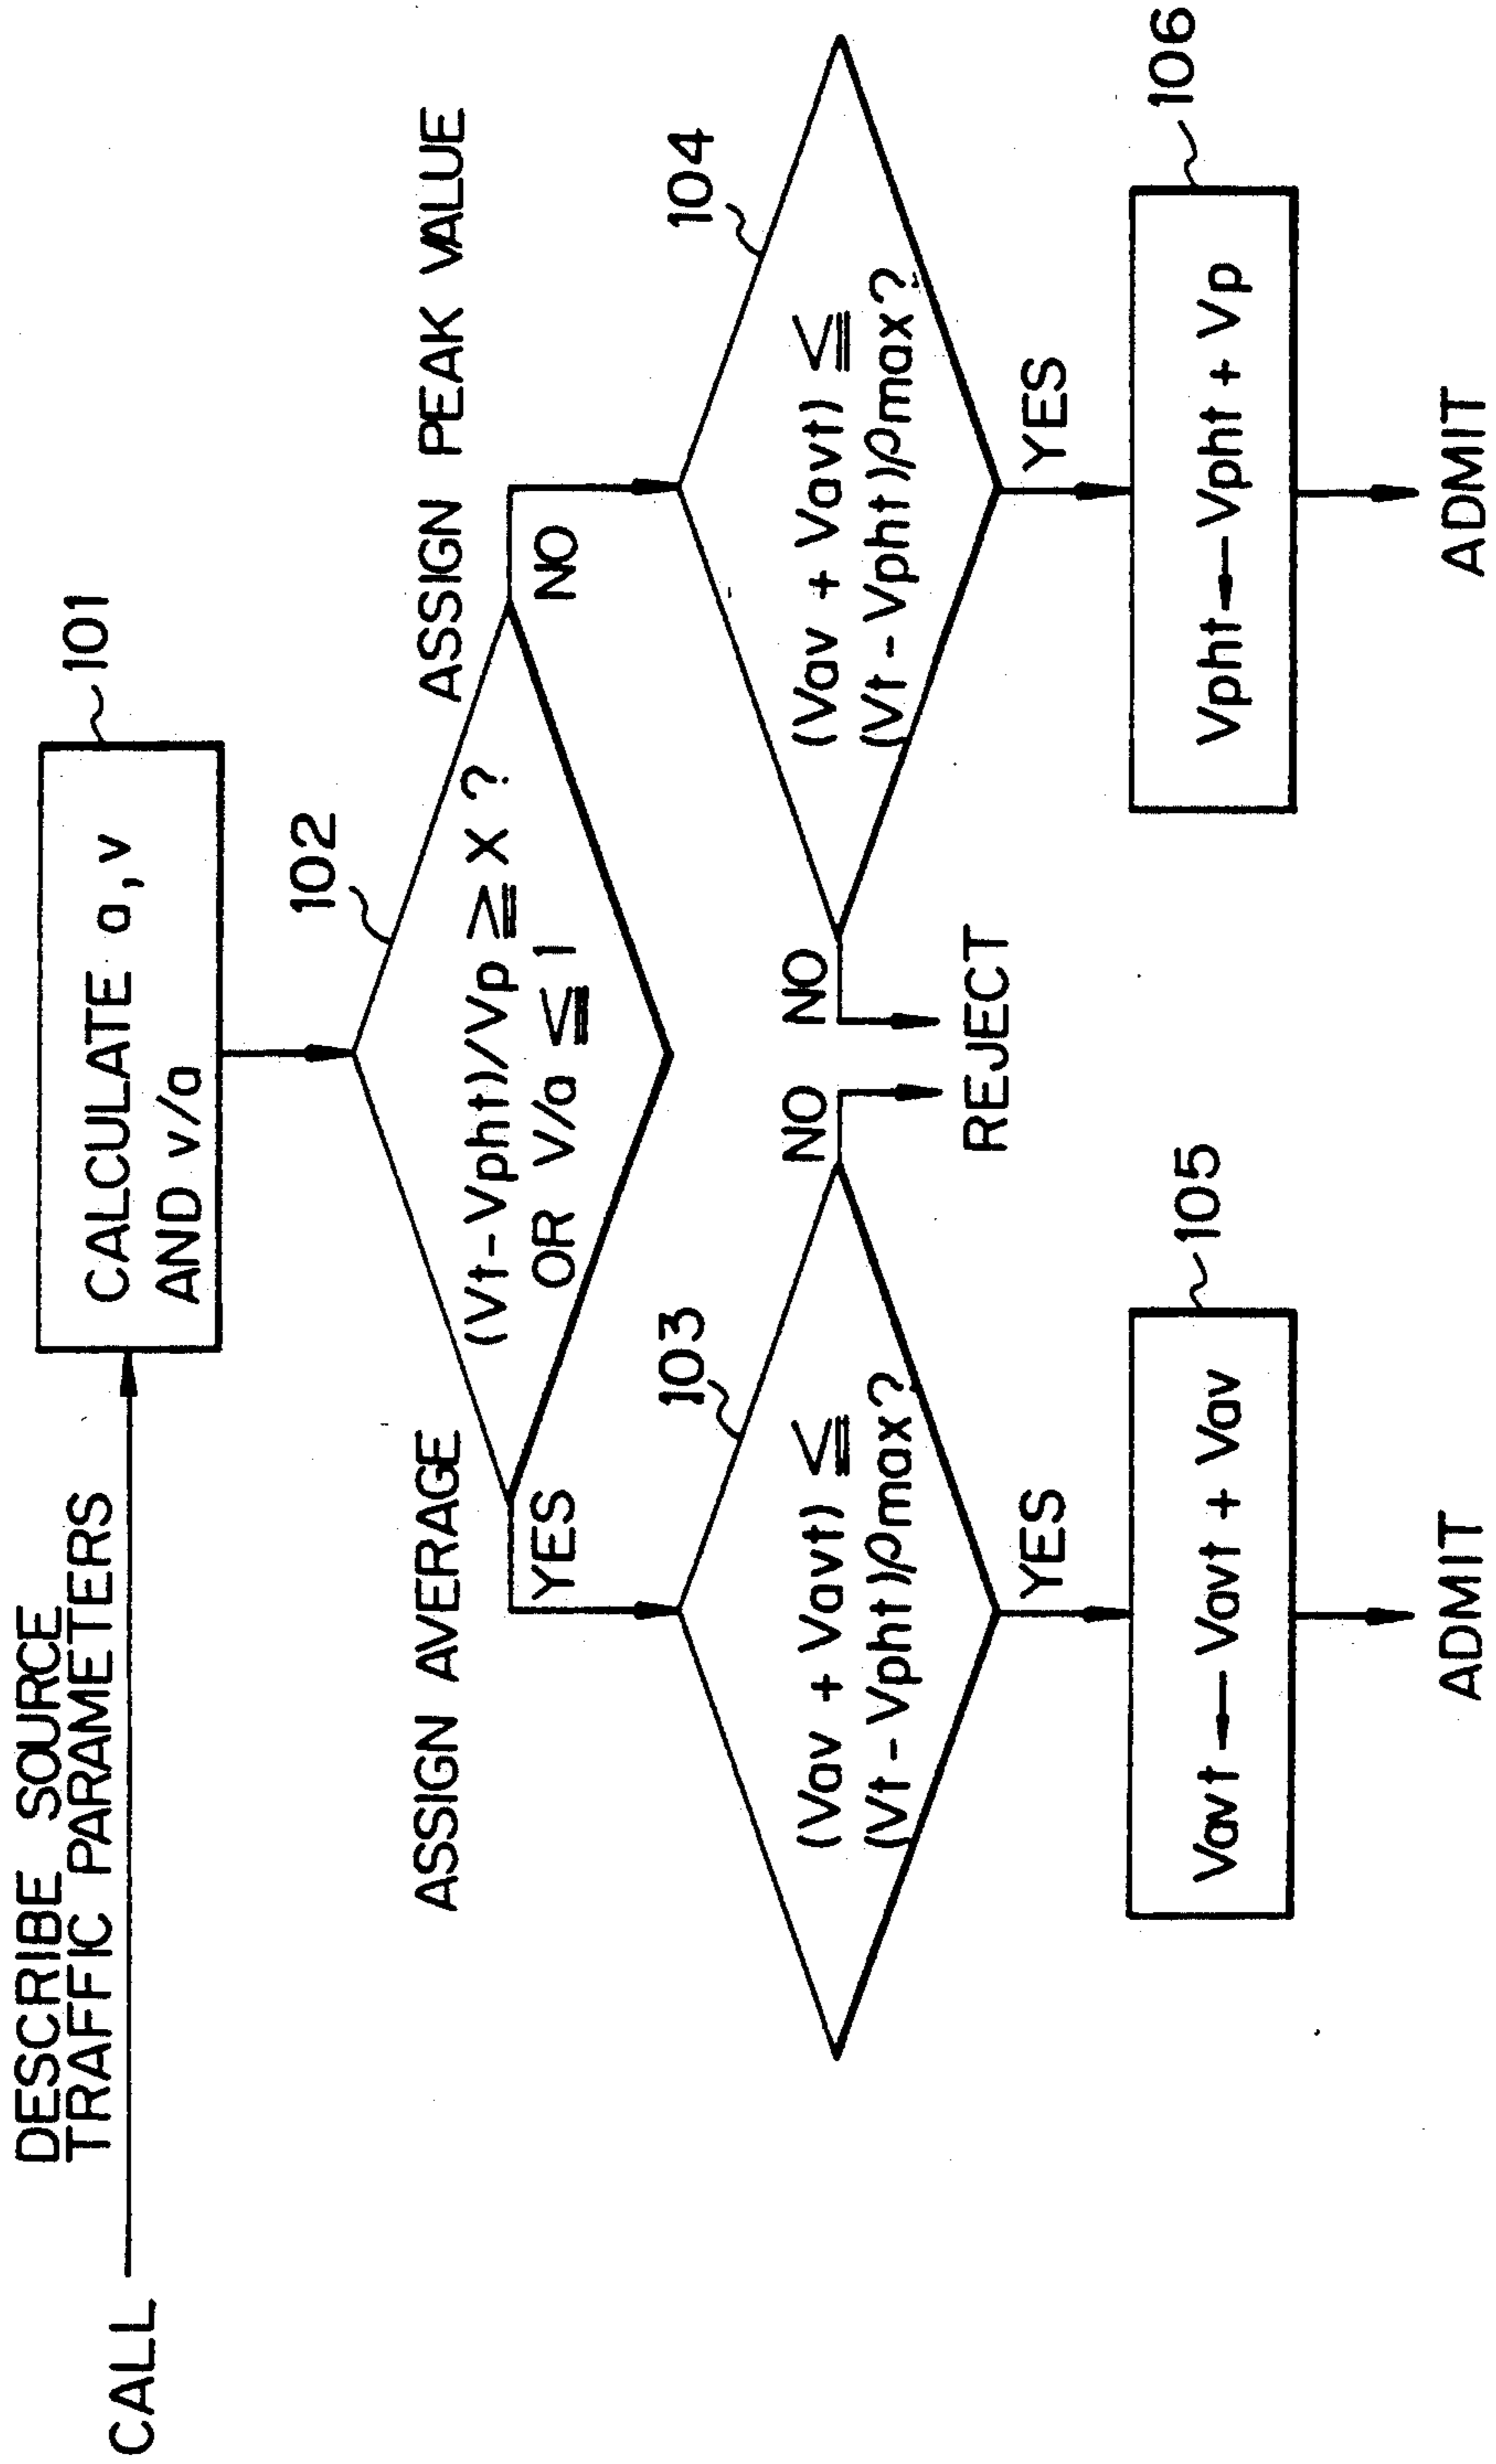 DESCRIBE SOURCE
TRAFFIC PARAMETERS
CALL
101
CALCULATE a, v
AND v/a
102
(Vt-Vpht)/Vp ≧ X ?
OR V/a ≦ 1
ASSIGN AVERAGE
YES
ASSIGN PEAK VALUE
NO
103
(Vav + Vavt) ≦
(Vt - Vpht)ρmax?
NO
YES
104
(Vav + Vavt) ≦
(Vt - Vpht)ρmax?
NO
YES
REJECT
105
Vavt ← Vavt + Vav
ADMIT
106
Vpht ← Vpht + Vp
ADMIT